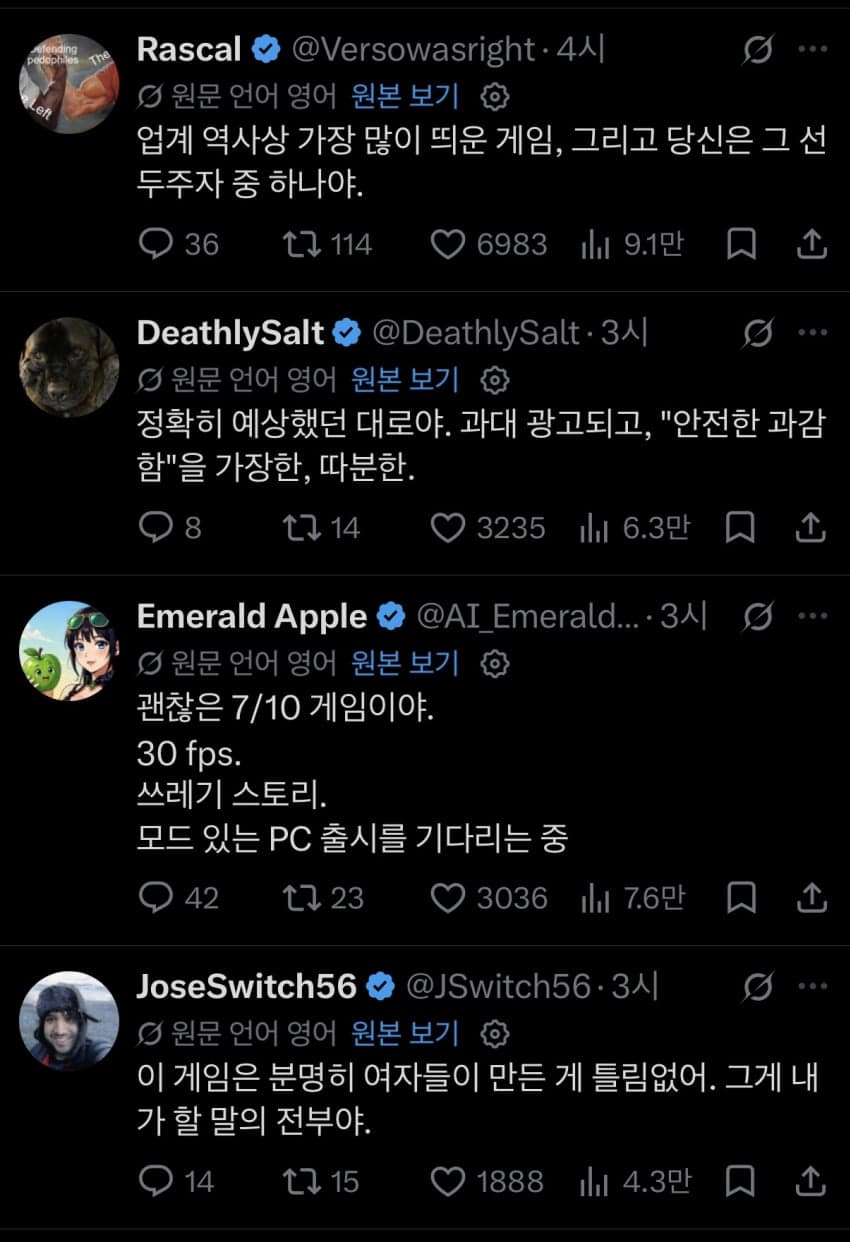 Defending
pedophiles
The
Left
Rascal @Versowasright · 4시
원문 언어 영어 원본 보기
업계 역사상 가장 많이 띄운 게임, 그리고 당신은 그 선
두주자 중 하나야.
36 114 6983 9.1만
DeathlySalt @DeathlySalt · 3시
원문 언어 영어 원본 보기
정확히 예상했던 대로야. 과대 광고되고, "안전한 과감
함"을 가장한, 따분한.
8 14 3235 6.3만
Emerald Apple @AI_Emerald... · 3시
원문 언어 영어 원본 보기
괜찮은 7/10 게임이야.
30 fps.
쓰레기 스토리.
모드 있는 PC 출시를 기다리는 중
42 23 3036 7.6만
JoseSwitch56 @JSwitch56 · 3시
원문 언어 영어 원본 보기
이 게임은 분명히 여자들이 만든 게 틀림없어. 그게 내
가 할 말의 전부야.
14 15 1888 4.3만